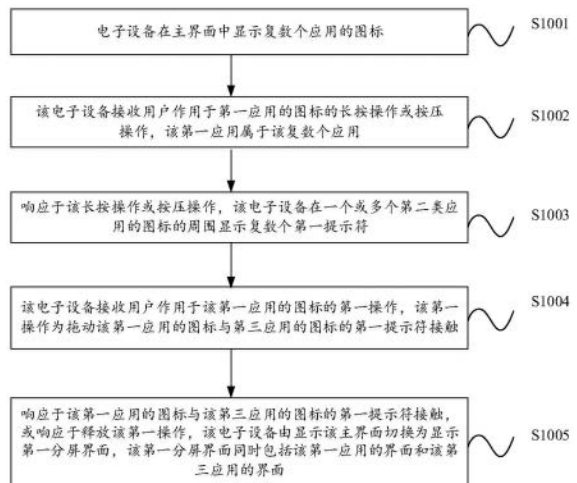 电子设备在主界面中显示复数个应用的图标
S1001
该电子设备接收用户作用于第一应用的图标的长按操作或按压
操作，该第一应用属于该复数个应用
S1002
响应于该长按操作或按压操作，该电子设备在一个或多个第二类应
用的图标的周围显示复数个第一提示符
S1003
该电子设备接收用户作用于该第一应用的图标的第一操作，该第一
操作为拖动该第一应用的图标与第三应用的图标的第一提示符接触
S1004
响应于该第一应用的图标与该第三应用的图标的第一提示符接触，
或响应于释放该第一操作，该电子设备由显示该主界面切换为显示
第一分屏界面，该第一分屏界面同时包括该第一应用的界面和该第
三应用的界面
S1005